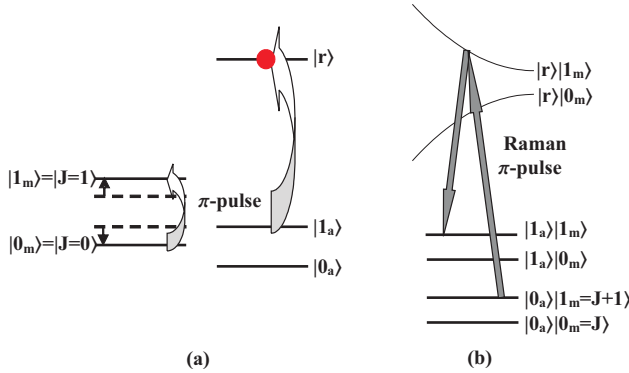 |r⟩
|1ₘ⟩=|J=1⟩
π-pulse
|1ₐ⟩
|0ₘ⟩=|J=0⟩
|0ₐ⟩
(a)
|r⟩|1ₘ⟩
|r⟩|0ₘ⟩
Raman
π-pulse
|1ₐ⟩|1ₘ⟩
|1ₐ⟩|0ₘ⟩
|0ₐ⟩|1ₘ=J+1⟩
|0ₐ⟩|0ₘ=J⟩
(b)